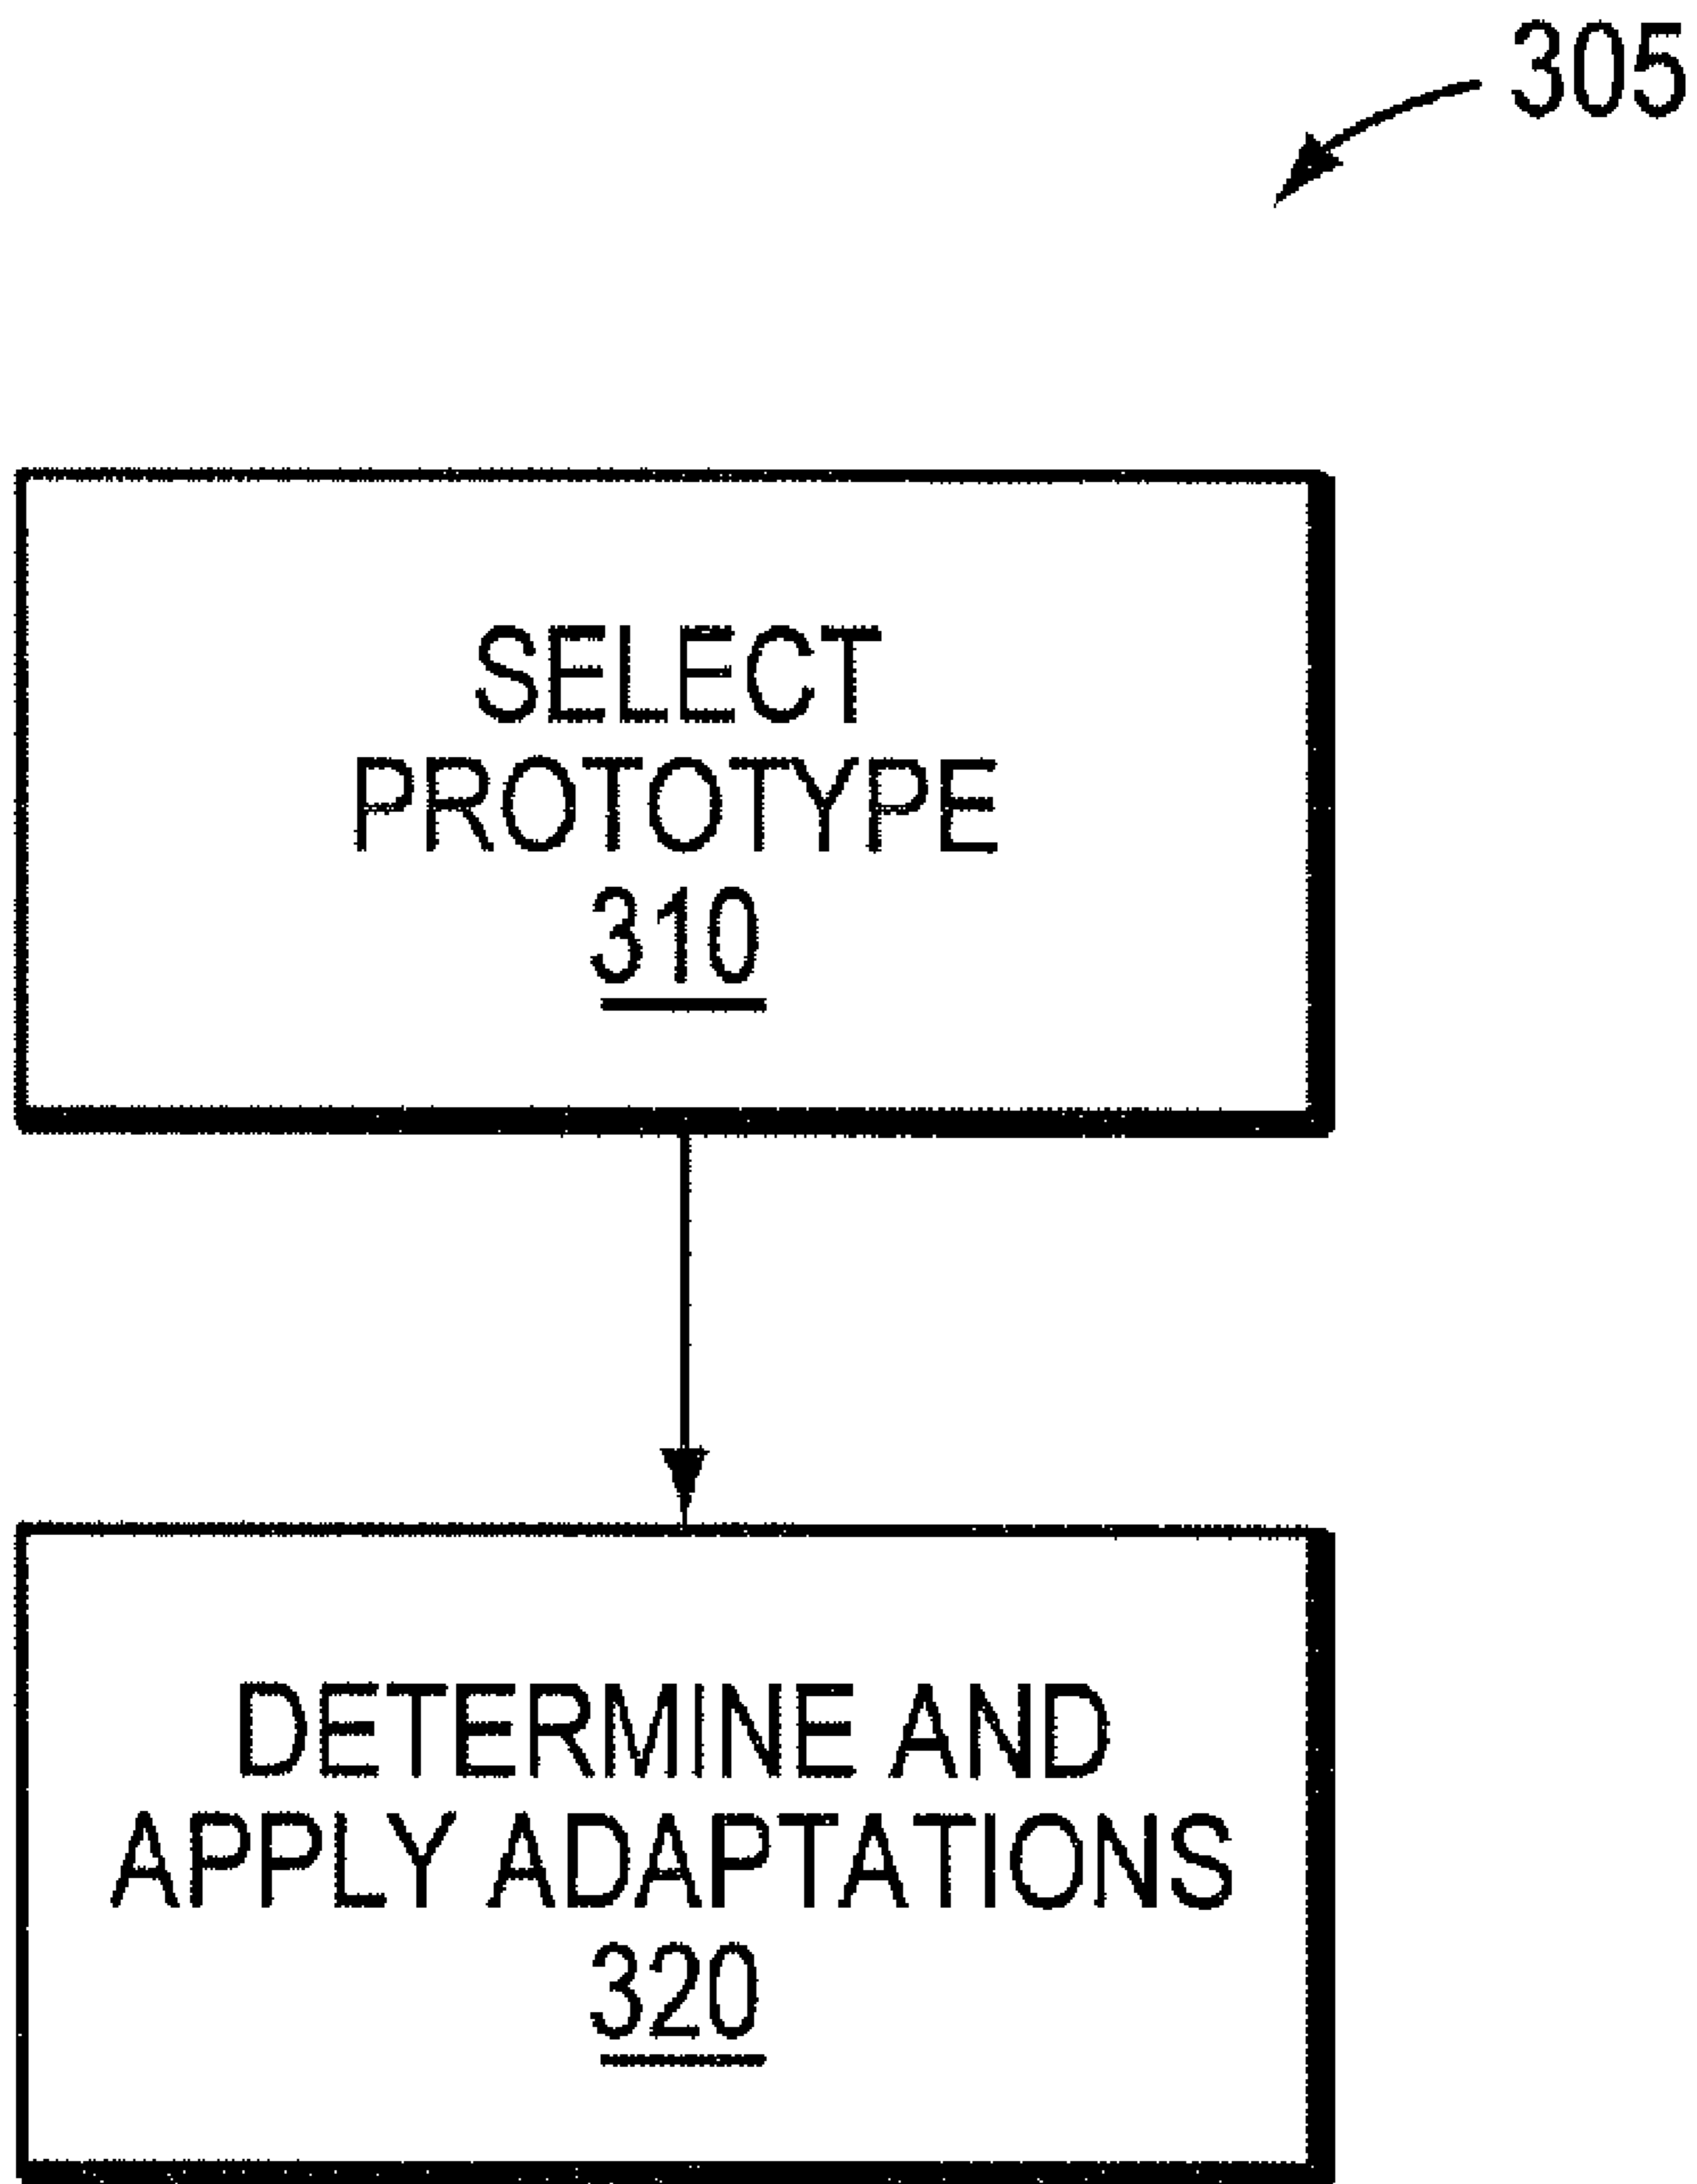 305
SELECT
PROTOTYPE
310
DETERMINE AND
APPLY ADAPTATIONS
320